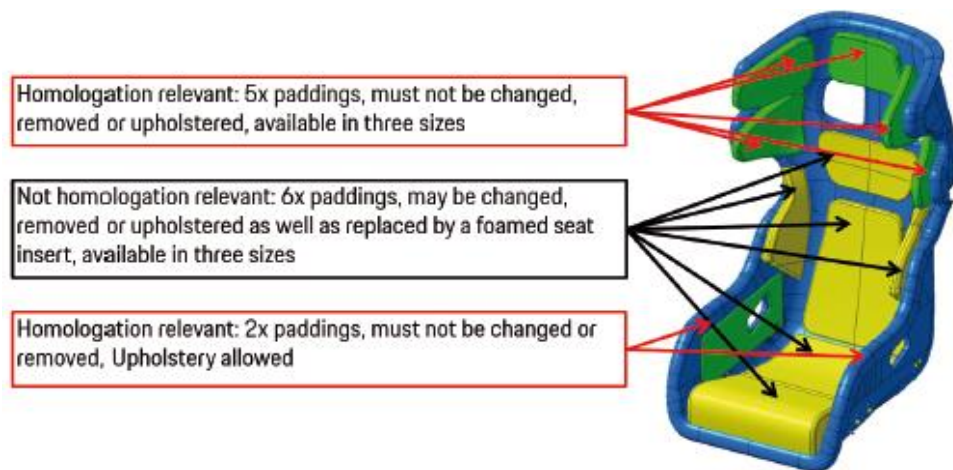 Homologation relevant: 5x paddings, must not be changed,
removed or upholstered, available in three sizes
Not homologation relevant: 6x paddings, may be changed,
removed or upholstered as well as replaced by a foamed seat
insert, available in three sizes
Homologation relevant: 2x paddings, must not be changed or
removed, Upholstery allowed